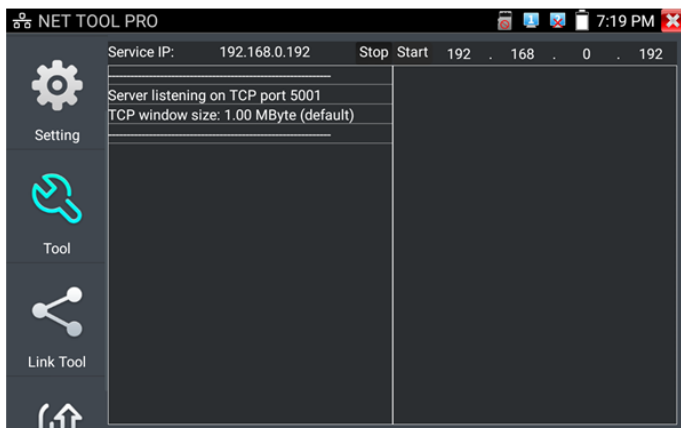 NET TOOL PRO 7:19 PM
Service IP: 192.168.0.192 Stop Start 192 . 168 . 0 . 192
Server listening on TCP port 5001
TCP window size: 1.00 MByte (default)
Setting
Tool
Link Tool